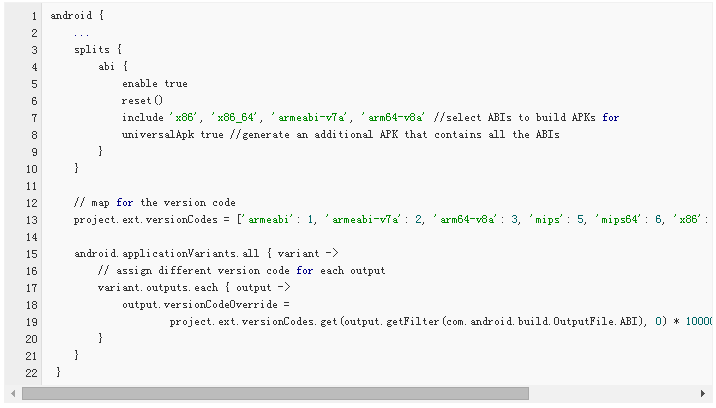 1 android {
2 ...
3 splits {
4 abi {
5 enable true
6 reset()
7 include 'x86', 'x86_64', 'armeabi-v7a', 'arm64-v8a' //select ABIs to build APKs for
8 universalApk true //generate an additional APK that contains all the ABIs
9 }
10 }
11
12 // map for the version code
13 project.ext.versionCodes = ['armeabi': 1, 'armeabi-v7a': 2, 'arm64-v8a': 3, 'mips': 5, 'mips64': 6, 'x86':
14
15 android.applicationVariants.all { variant ->
16 // assign different version code for each output
17 variant.outputs.each { output ->
18 output.versionCodeOverride =
19 project.ext.versionCodes.get(output.getFilter(com.android.build.OutputFile.ABI), 0) * 10000
20 }
21 }
22 }